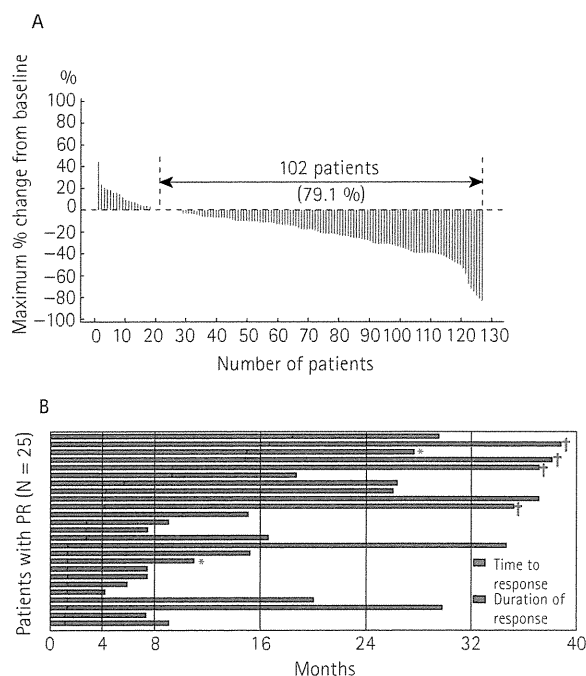 A
%
Maximum % change from baseline
100
80
60
40
20
0
−20
−40
−60
−80
−100
102 patients
(79.1 %)
0 10 20 30 40 50 60 70 80 90 100 110 120 130
Number of patients
B
Patients with PR (N = 25)
†
*
†
†
†
*
Time to
response
Duration of
response
0 4 8 16 24 32 40
Months